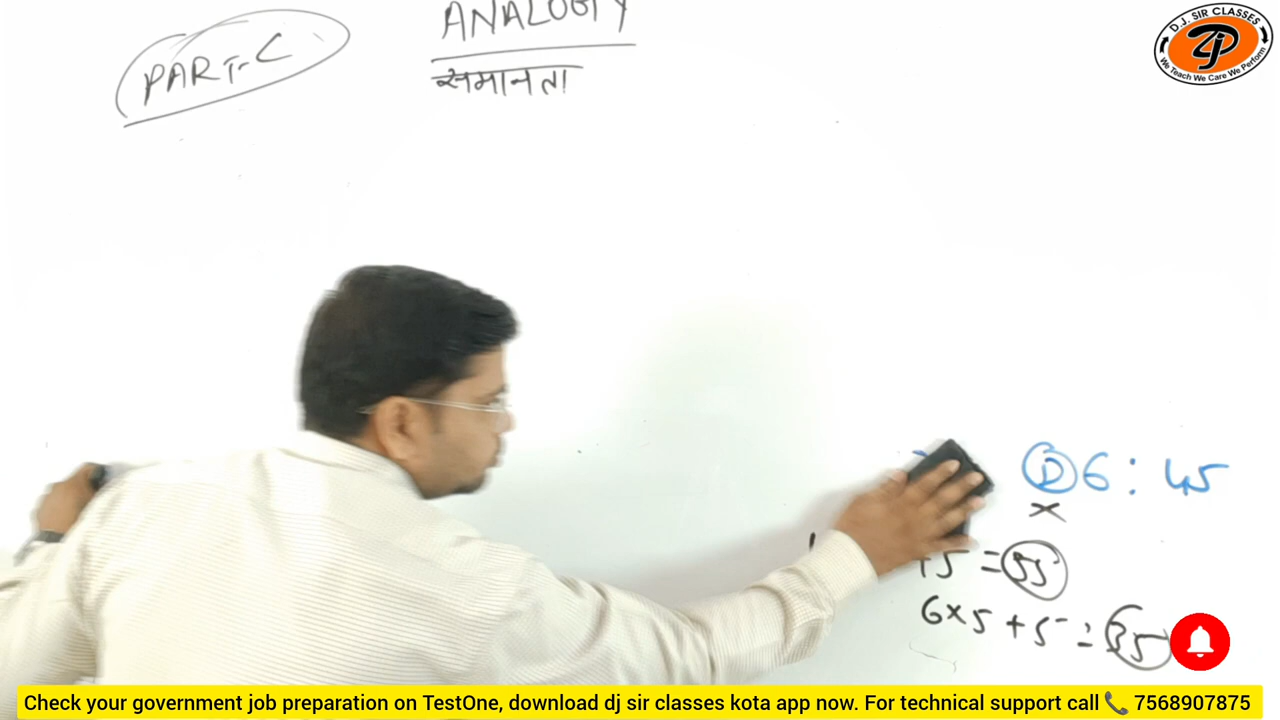 PART-C
ANALOGY
समानता
D.J. SIR CLASSES
We Teach We Care We Perform
(D) 6 : 45
×
+5 = 55
6×5+5 = 35
Check your government job preparation on TestOne, download dj sir classes kota app now. For technical support call 📞 7568907875